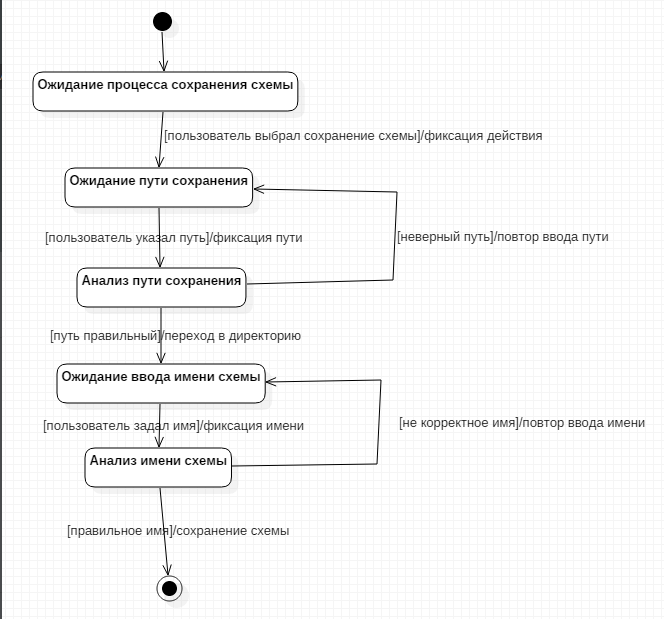 Ожидание процесса сохранения схемы
[пользователь выбрал сохранение схемы]/фиксация действия
Ожидание пути сохранения
[пользователь указал путь]/фиксация пути
[неверный путь]/повтор ввода пути
Анализ пути сохранения
[путь правильный]/переход в директорию
Ожидание ввода имени схемы
[пользователь задал имя]/фиксация имени
[не корректное имя]/повтор ввода имени
Анализ имени схемы
[правильное имя]/сохранение схемы